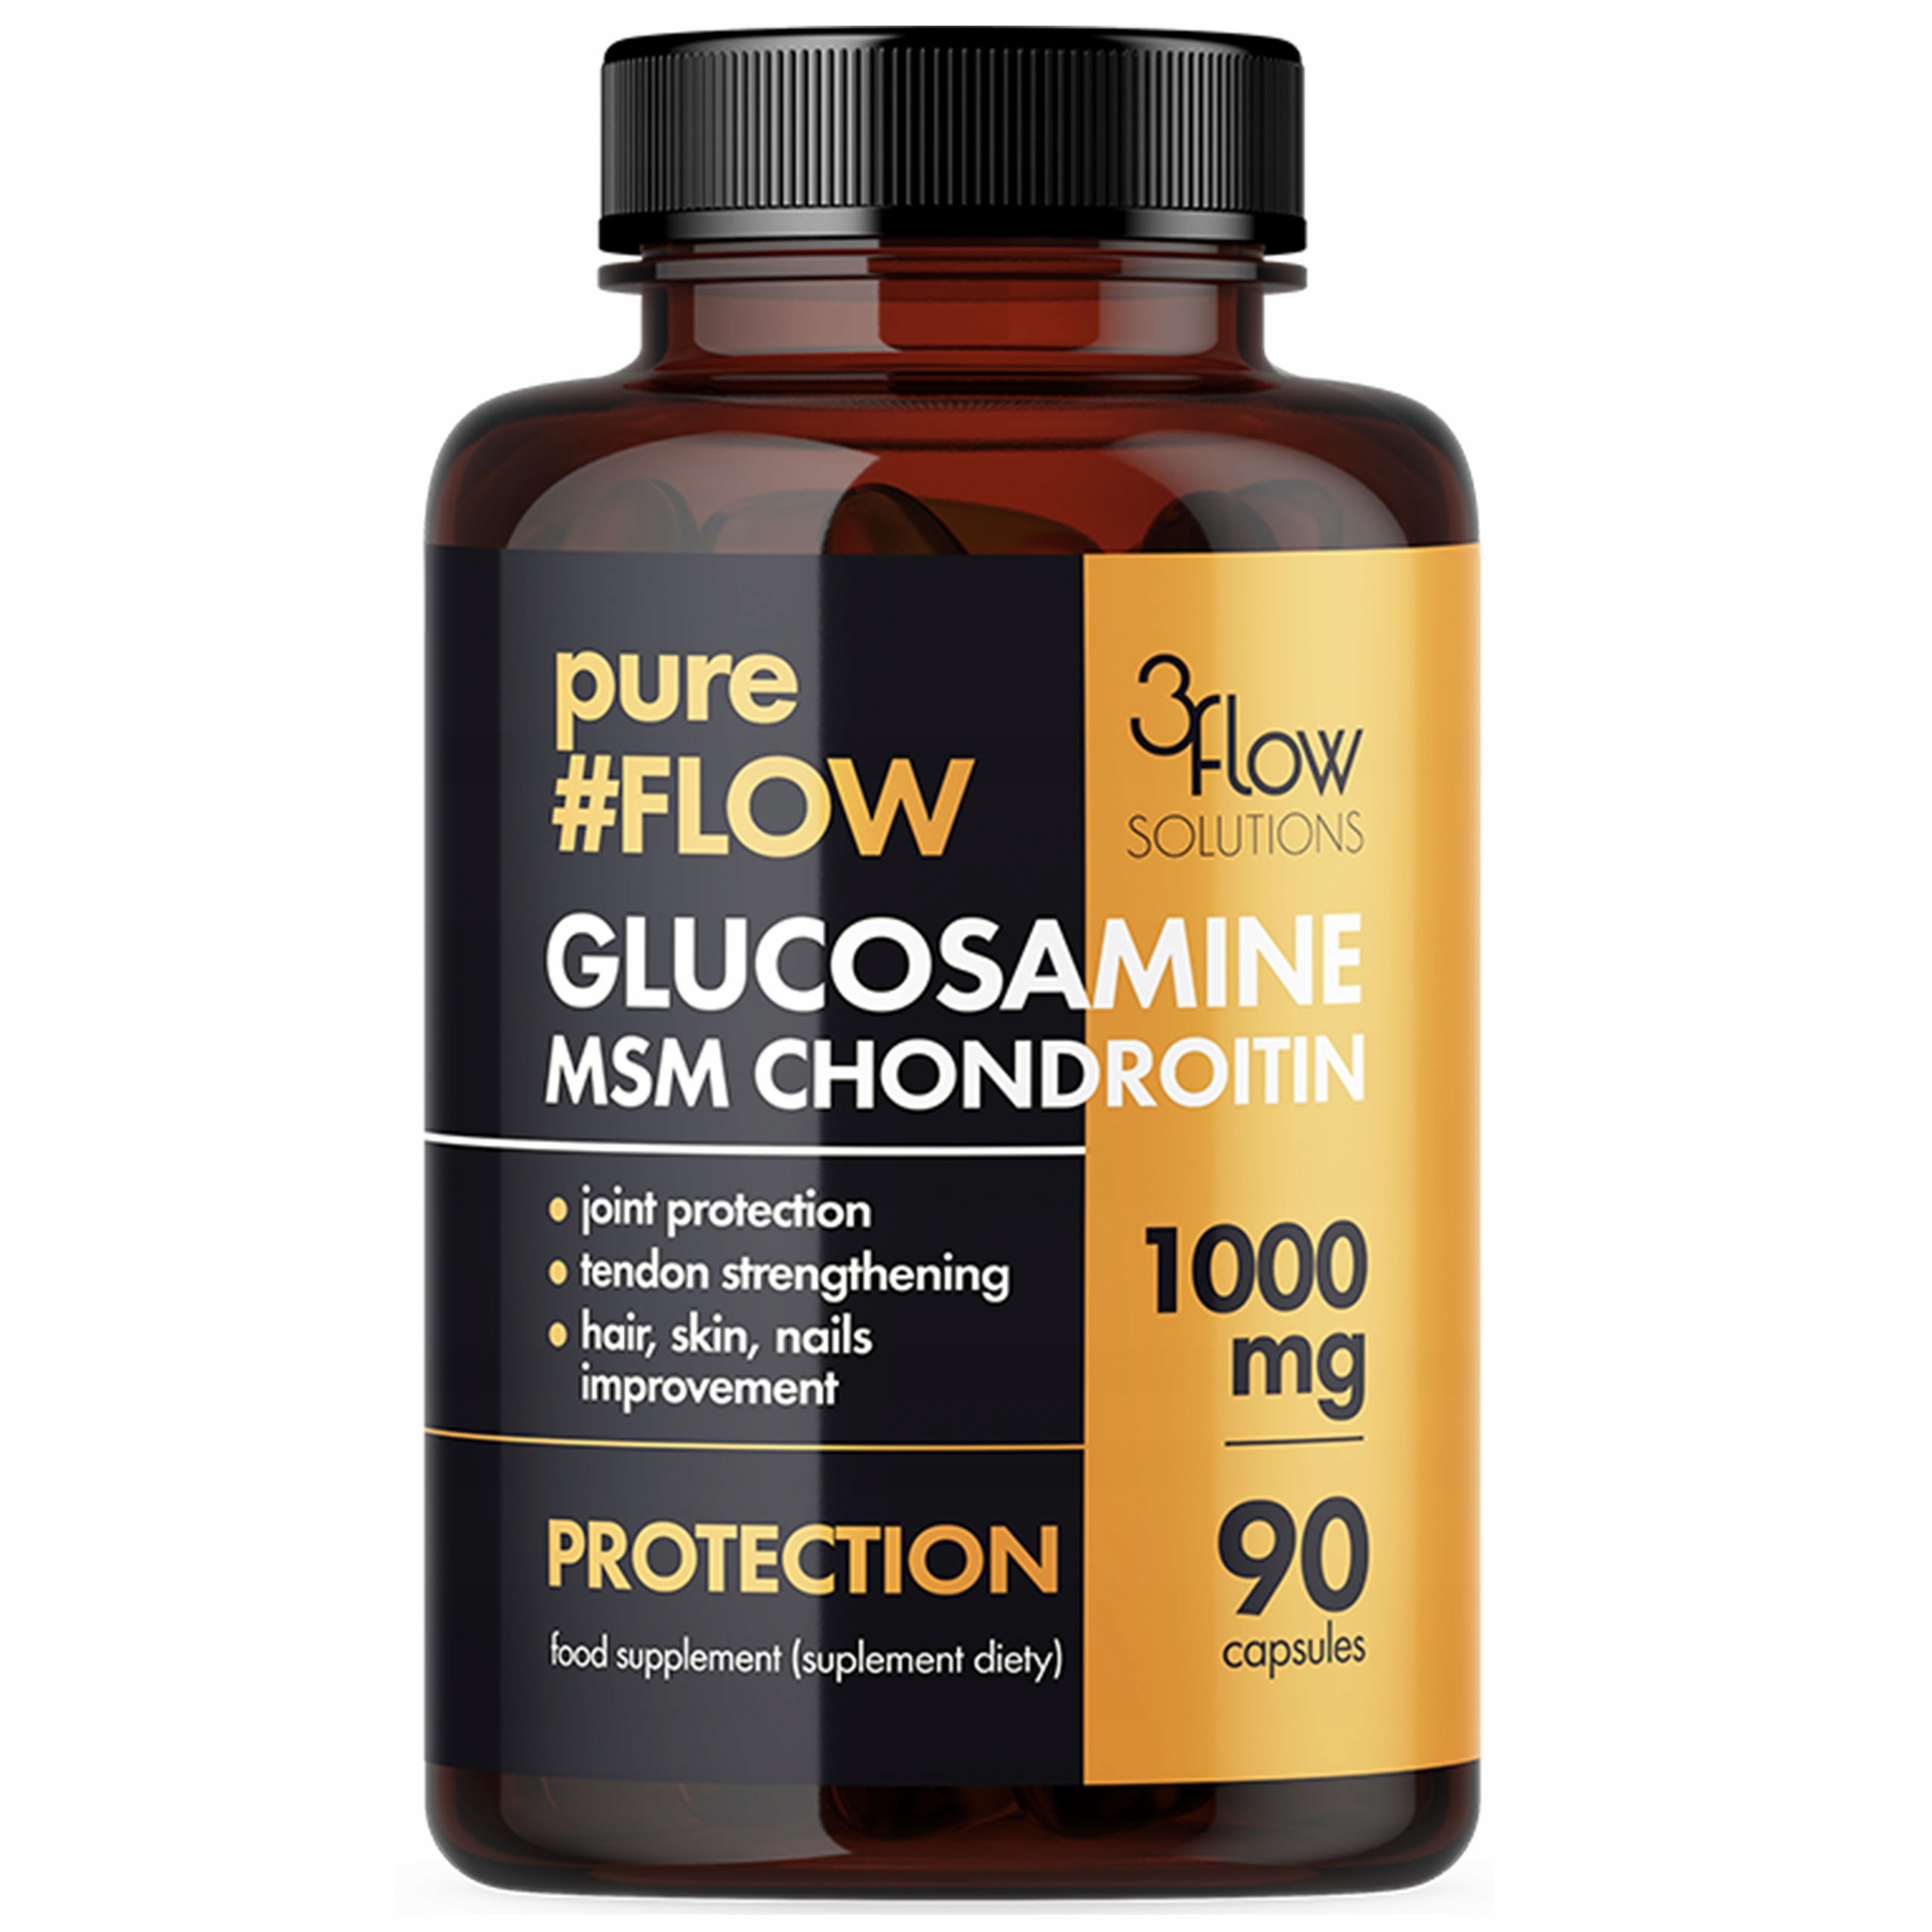 pure
#FLOW
3flow
SOLUTIONS
GLUCOSAMINE
MSM CHONDROITIN
• joint protection
• tendon strengthening
• hair, skin, nails
improvement
1000
mg
90
capsules
PROTECTION
food supplement (suplement diety)